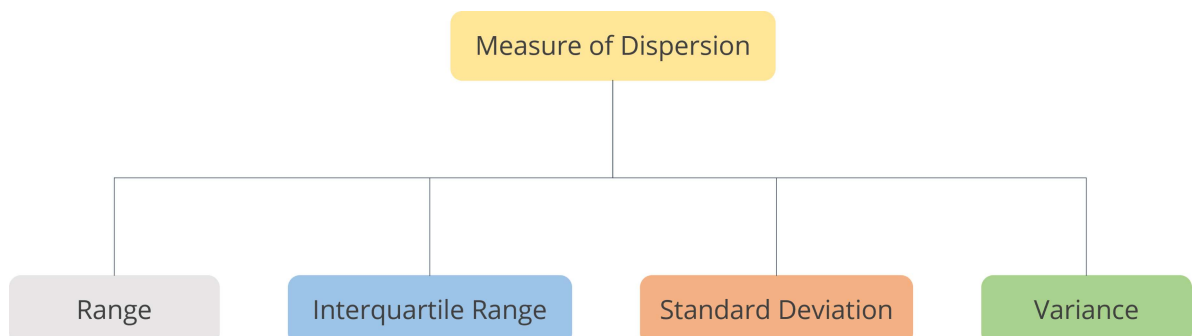 Measure of Dispersion
Range
Interquartile Range
Standard Deviation
Variance